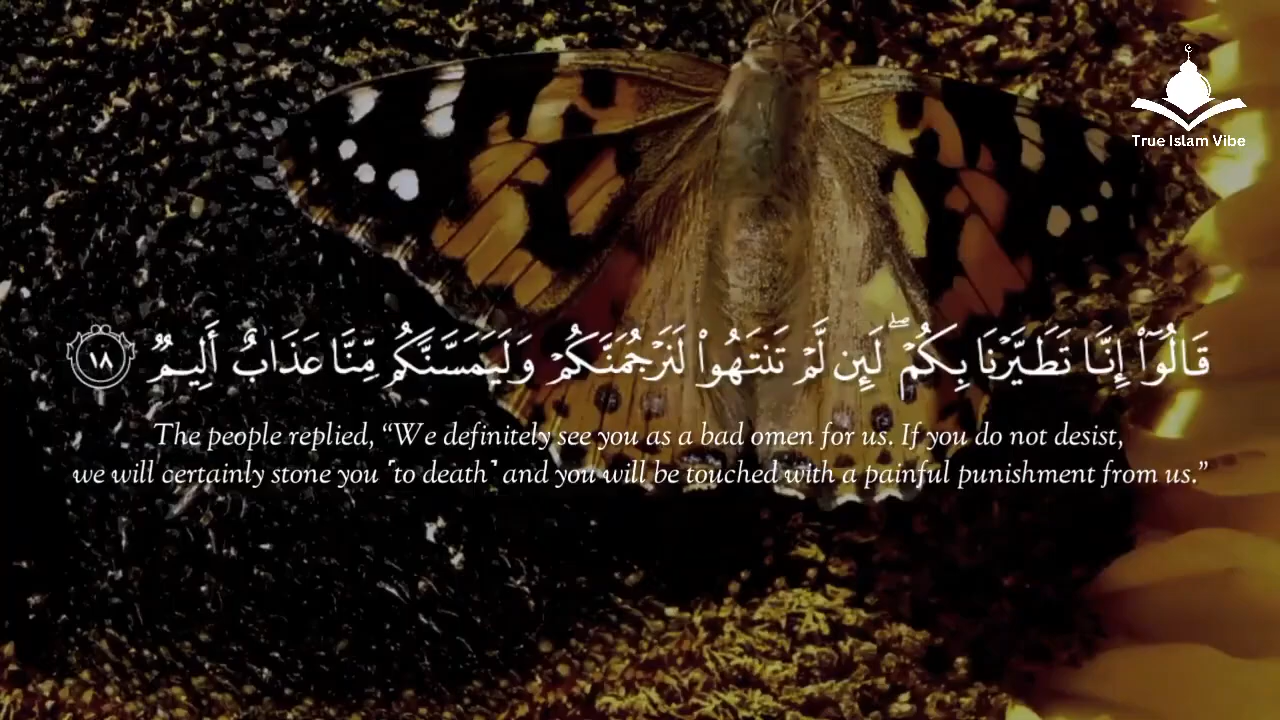 True Islam Vibe
قَالُوٓا۟ إِنَّا تَطَيَّرْنَا بِكُمْ ۖ لَئِن لَّمْ تَنتَهُوا۟ لَنَرْجُمَنَّكُمْ وَلَيَمَسَّنَّكُم مِّنَّا عَذَابٌ أَلِيمٌ ١٨
The people replied, “We definitely see you as a bad omen for us. If you do not desist,
we will certainly stone you ˹to death˺ and you will be touched with a painful punishment from us.”